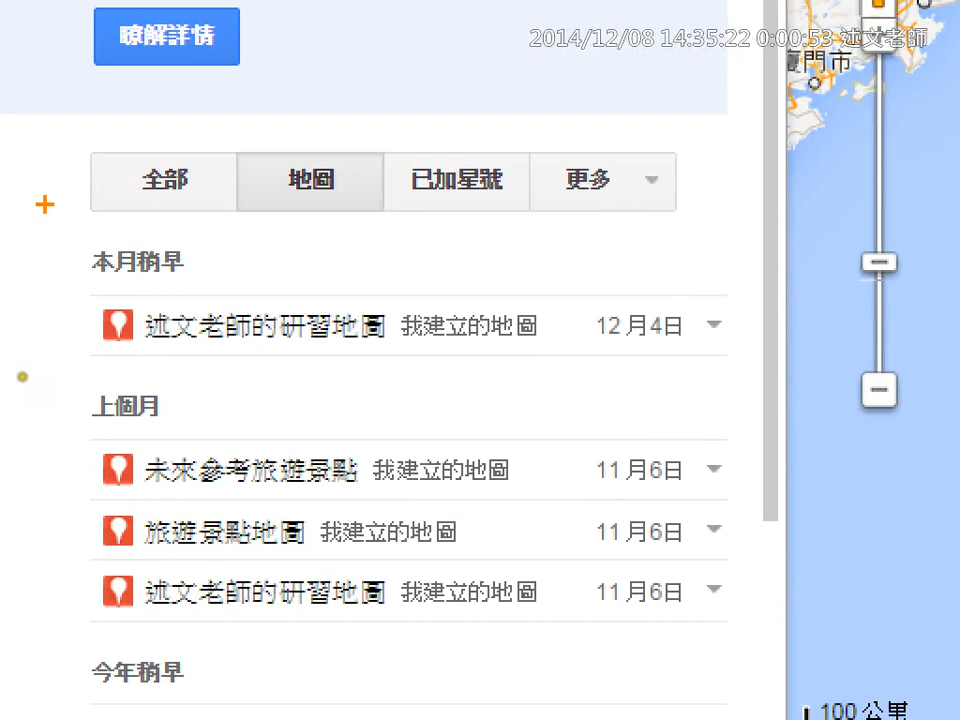 瞭解詳情
2014/12/08 14:35:22 0:00:53 述文老師
廈門市
全部 地圖 已加星號 更多
本月稍早
述文老師的研習地圖 我建立的地圖 12月4日
上個月
未來參考旅遊景點 我建立的地圖 11月6日
旅遊景點地圖 我建立的地圖 11月6日
述文老師的研習地圖 我建立的地圖 11月6日
今年稍早
100 公里